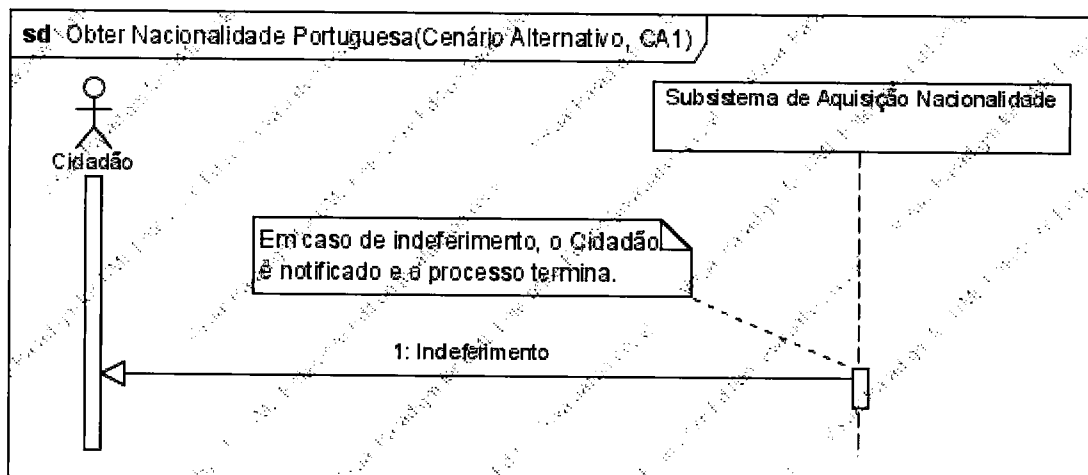 sd Obter Nacionalidade Portuguesa(Cenário Alternativo, CA1)
Cidadão
Subsistema de Aquisição Nacionalidade
Em caso de indeferimento, o Cidadão
é notificado e o processo termina.
1: Indeferimento